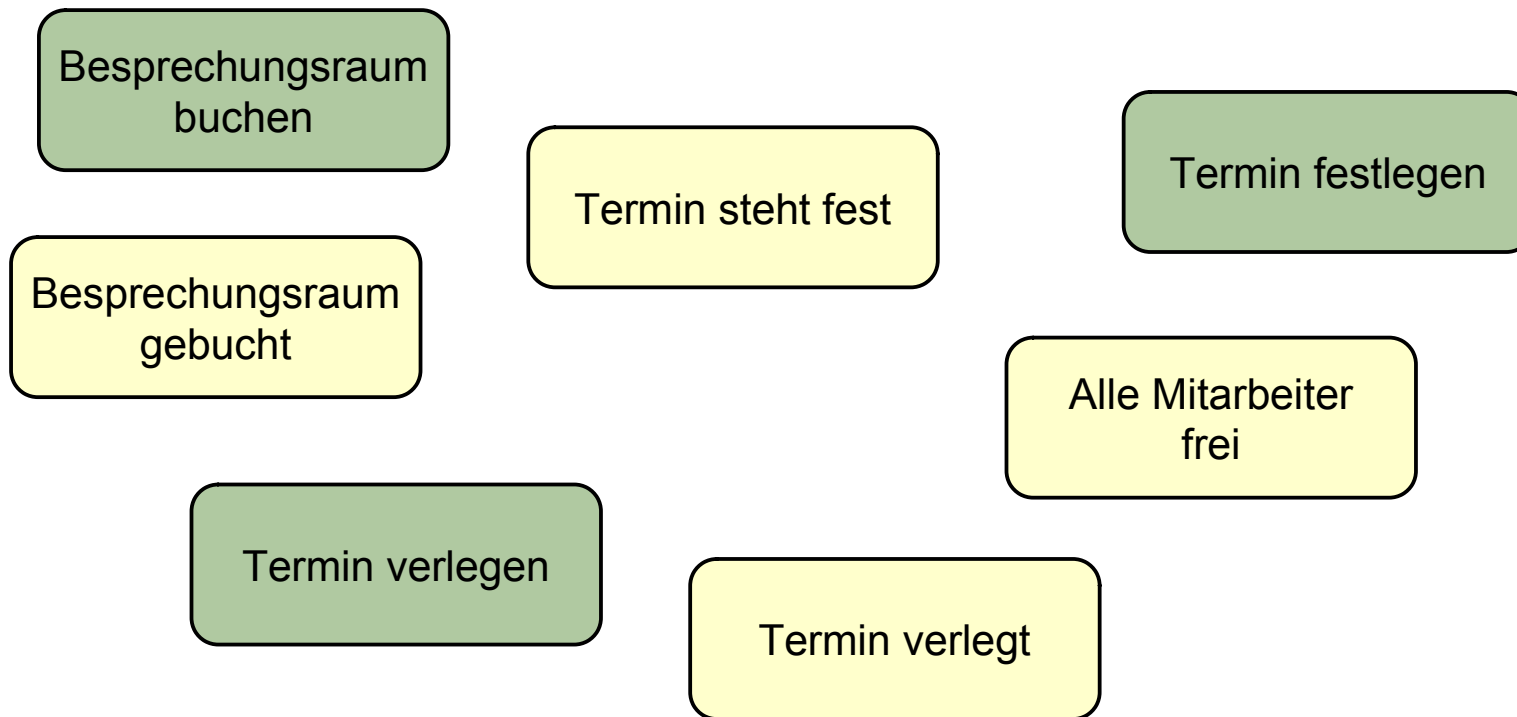 Besprechungsraum
buchen
Termin steht fest
Termin festlegen
Besprechungsraum
gebucht
Alle Mitarbeiter
frei
Termin verlegen
Termin verlegt